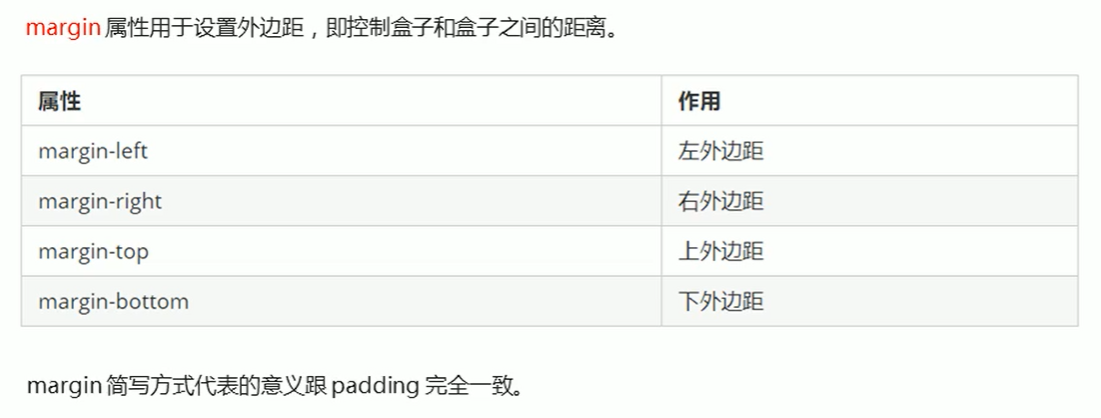 margin 属性用于设置外边距，即控制盒子和盒子之间的距离。
属性 作用
margin-left 左外边距
margin-right 右外边距
margin-top 上外边距
margin-bottom 下外边距
margin 简写方式代表的意义跟 padding 完全一致。